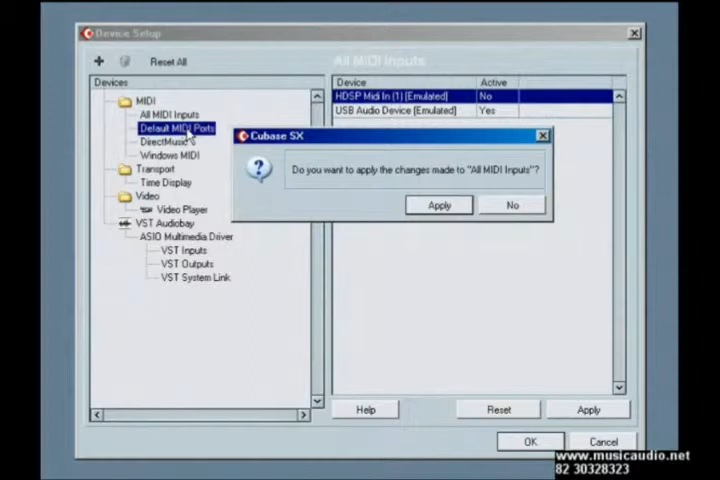 Device Setup
Reset All
All MIDI Inputs
Devices
Device Active
MIDI
HDSP Midi In (1) [Emulated] No
All MIDI Inputs
USB Audio Device [Emulated] Yes
Default MIDI Ports
Cubase SX
DirectMusic
Windows MIDI
Do you want to apply the changes made to "All MIDI Inputs"?
Transport
Time Display
Video
Apply No
Video Player
VST Audiobay
ASIO Multimedia Driver
VST Inputs
VST Outputs
VST System Link
Help Reset Apply
OK Cancel
www.musicaudio.net
82 30328323